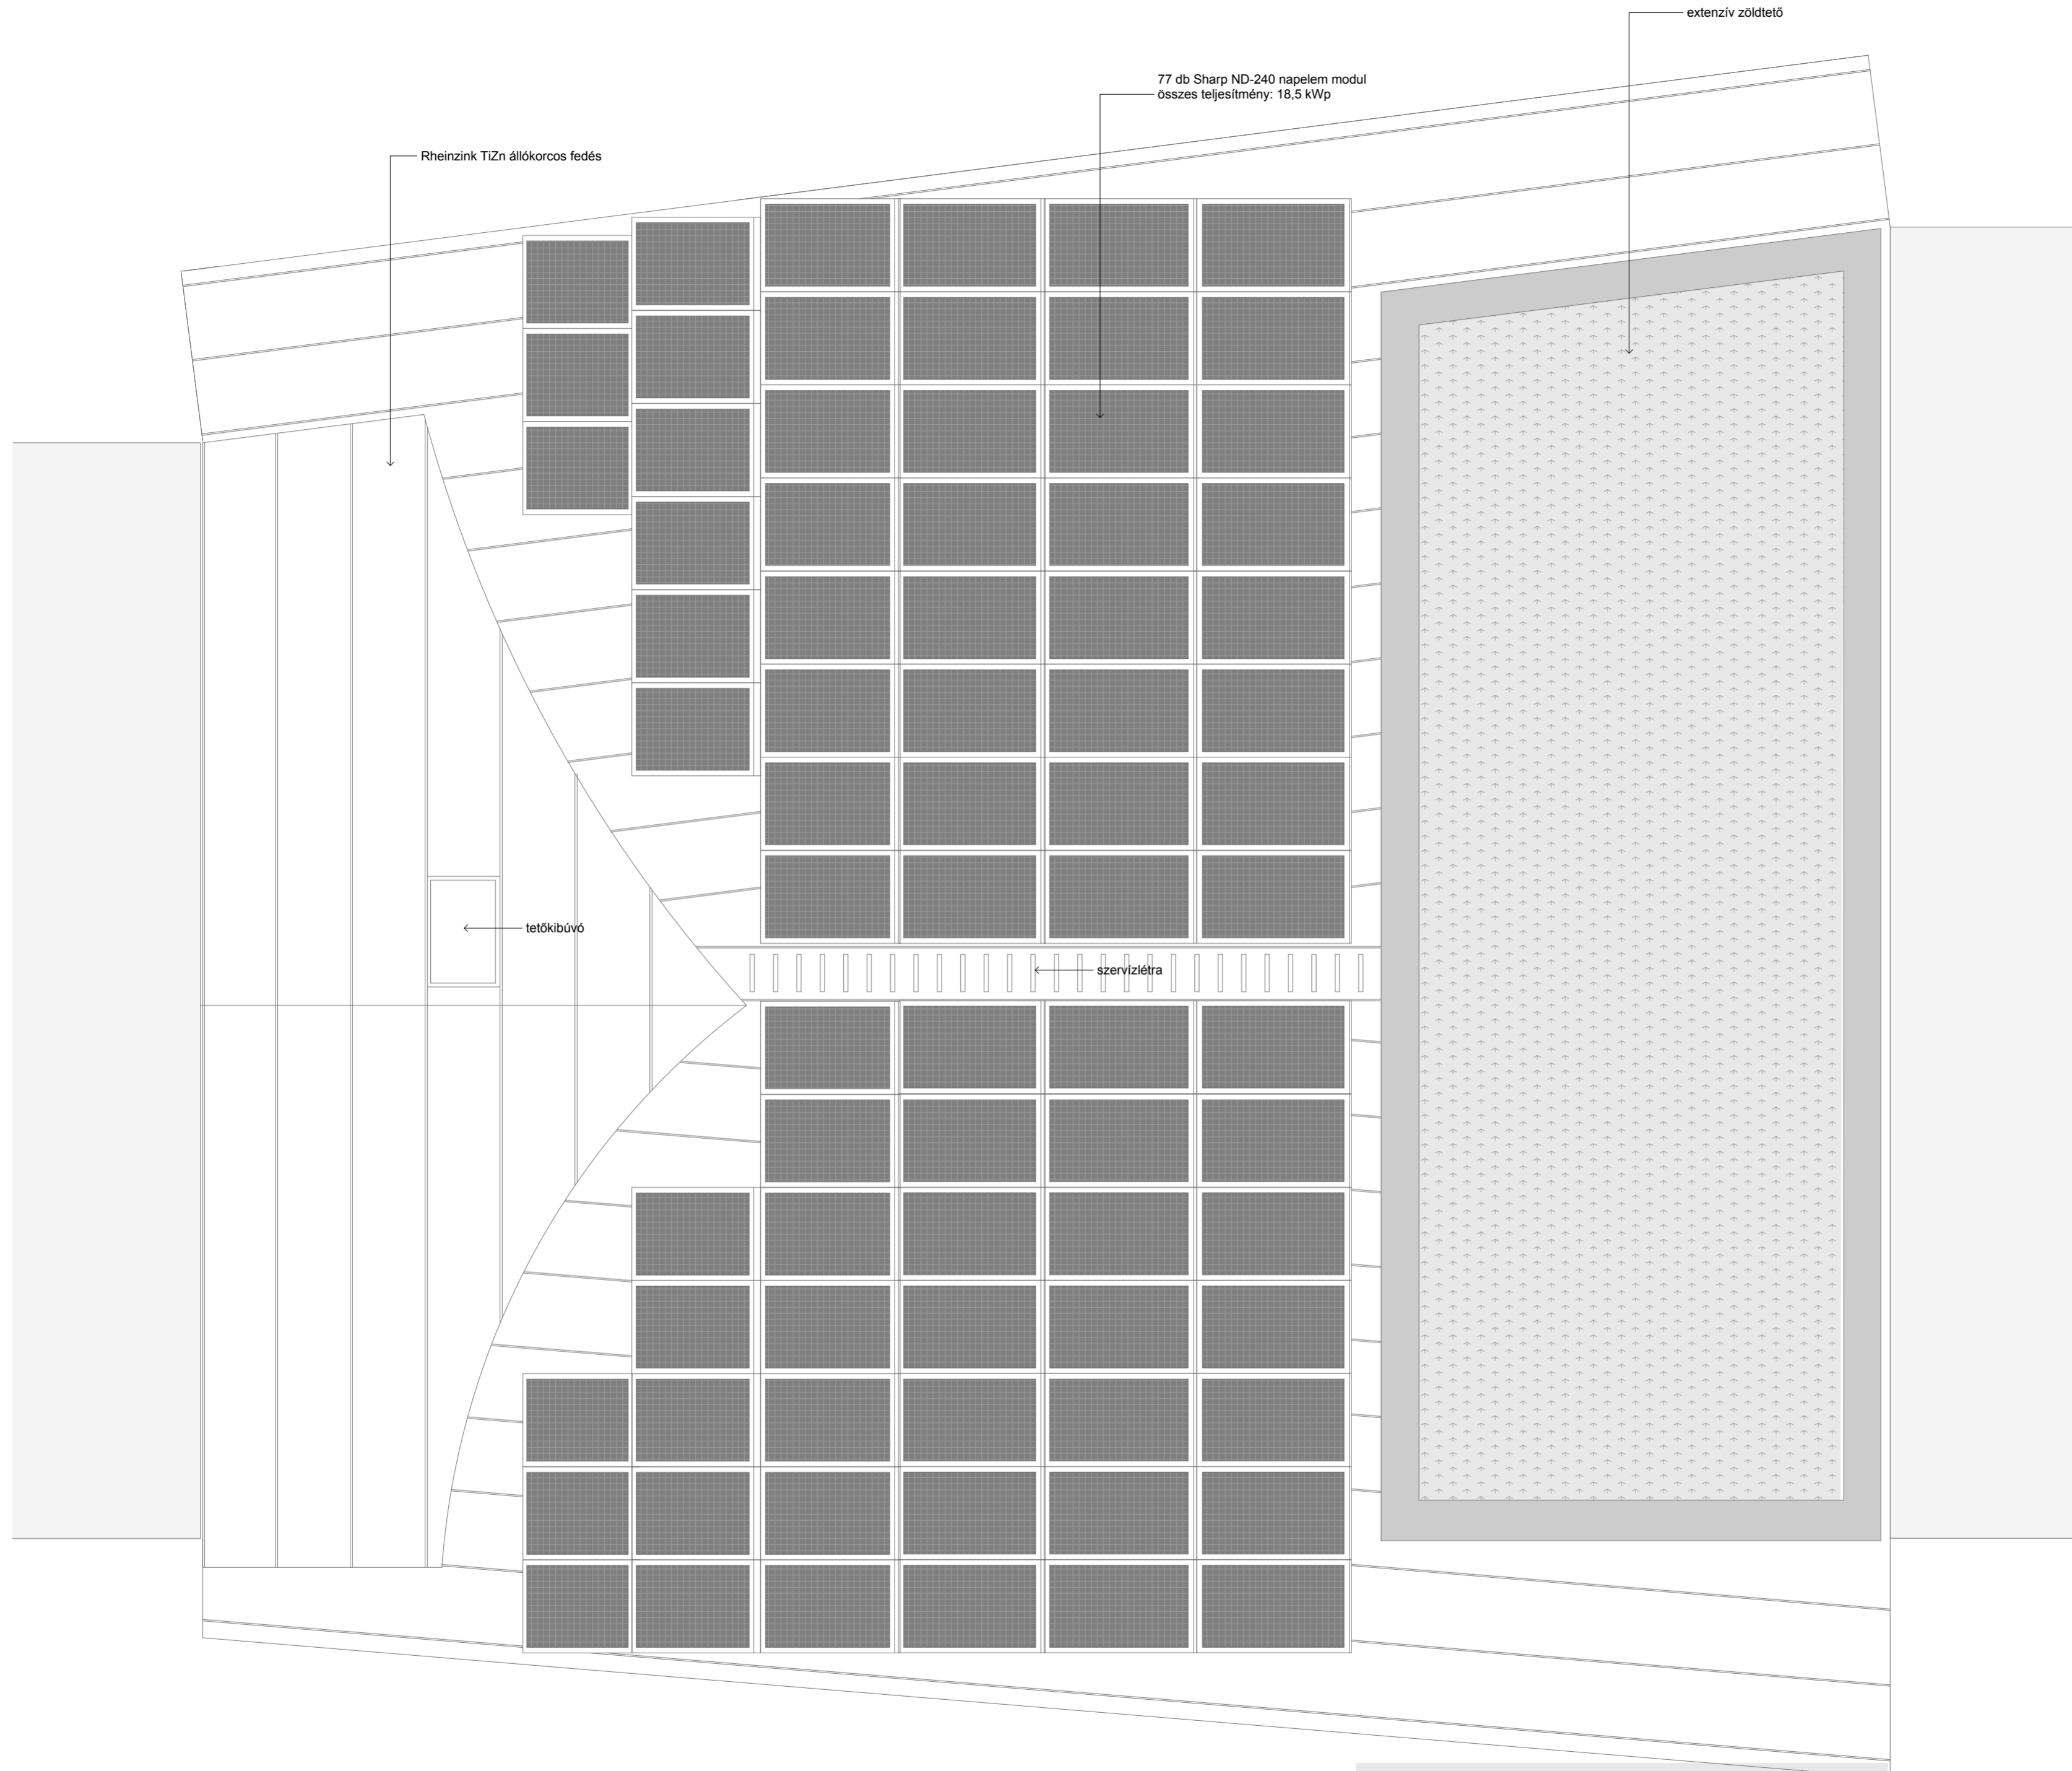 extenzív zöldtető
77 db Sharp ND-240 napelem modul
összes teljesítmény: 18,5 kWp
Rheinzink TiZn állókorcos fedés
tetőkibúvó
szervízlétra